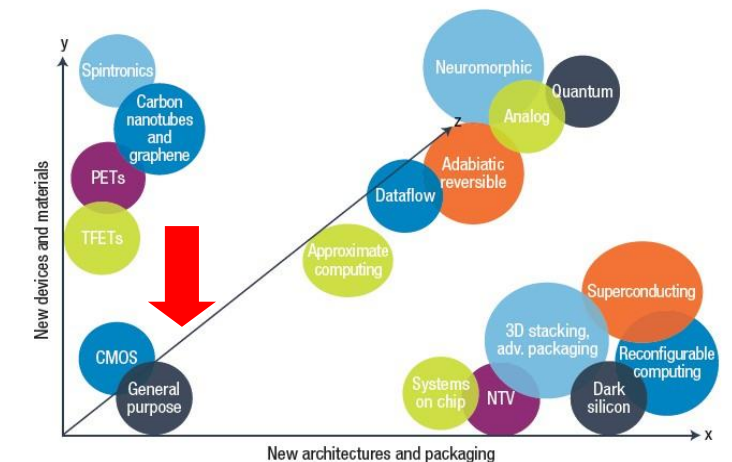 y
Spintronics
Carbon
nanotubes
and
graphene
PETs
TFETs
CMOS
General
purpose
Neuromorphic
Quantum
Analog
z
Adabiatic
reversible
Dataflow
Approximate
computing
Superconducting
3D stacking,
adv. packaging
Reconfigurable
computing
Systems
on chip
NTV
Dark
silicon
x
New devices and materials
New architectures and packaging